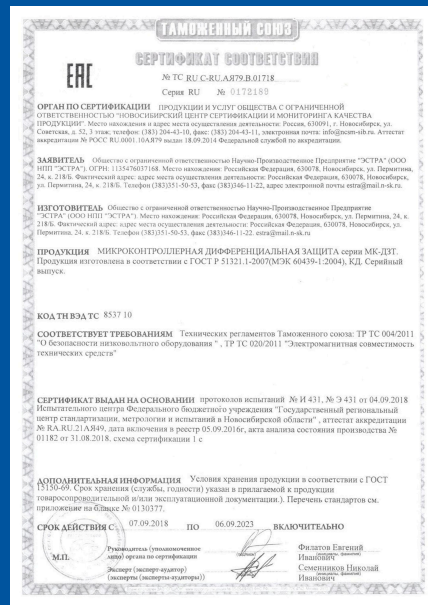 ТАМОЖЕННЫЙ СОЮЗ
СЕРТИФИКАТ СООТВЕТСТВИЯ
ЕАС
№ ТС RU C-RU.АЯ79.В.01718
Серия RU № 0172189
ОРГАН ПО СЕРТИФИКАЦИИ ПРОДУКЦИИ И УСЛУГ ОБЩЕСТВА С ОГРАНИЧЕННОЙ
ОТВЕТСТВЕННОСТЬЮ "НОВОСИБИРСКИЙ ЦЕНТР СЕРТИФИКАЦИИ И МОНИТОРИНГА КАЧЕСТВА
ПРОДУКЦИИ". Место нахождения и адрес места осуществления деятельности: Россия, 630091, г. Новосибирск, ул.
Советская, д. 52, 3 этаж; телефон: (383) 204-43-10, факс: (383) 204-43-11, электронная почта: info@ncsm-sib.ru. Аттестат
аккредитации № РОСС RU.0001.10АЯ79 выдан 18.09.2014 Федеральной службой по аккредитации.
ЗАЯВИТЕЛЬ Общество с ограниченной ответственностью Научно-Производственное Предприятие "ЭСТРА" (ООО
НПП "ЭСТРА"), ОГРН: 1135476037168. Место нахождения: Российская Федерация, 630078, Новосибирск, ул. Пермитина,
24, к. 218/Б. Фактический адрес: адрес места осуществления деятельности: Российская Федерация, 630078, Новосибирск,
ул. Пермитина, 24, к. 218/Б. Телефон (383)351-50-53, факс (383)346-11-22, адрес электронной почты estra@mail.n-sk.ru
ИЗГОТОВИТЕЛЬ Общество с ограниченной ответственностью Научно-Производственное Предприятие
"ЭСТРА" (ООО НПП "ЭСТРА"). Место нахождения: Российская Федерация, 630078, Новосибирск, ул. Пермитина, 24, к.
218/Б. Фактический адрес: адрес места осуществления деятельности: Российская Федерация, 630078, Новосибирск, ул.
Пермитина, 24, к. 218/Б. Телефон (383)351-50-53, факс (383)346-11-22. estra@mail.n-sk.ru
ПРОДУКЦИЯ МИКРОКОНТРОЛЛЕРНАЯ ДИФФЕРЕНЦИАЛЬНАЯ ЗАЩИТА серии МК-ДЗТ.
Продукция изготовлена в соответствии с ГОСТ Р 51321.1-2007(МЭК 60439-1:2004), КД. Серийный
выпуск.
КОД ТН ВЭД ТС 8537 10
СООТВЕТСТВУЕТ ТРЕБОВАНИЯМ Технических регламентов Таможенного союза: ТР ТС 004/2011
"О безопасности низковольтного оборудования ", ТР ТС 020/2011 "Электромагнитная совместимость
технических средств"
СЕРТИФИКАТ ВЫДАН НА ОСНОВАНИИ протоколов испытаний № И 431, № Э 431 от 04.09.2018
Испытательного центра Федерального бюджетного учреждения "Государственный региональный
центр стандартизации, метрологии и испытаний в Новосибирской области", аттестат аккредитации
№ RA.RU.21АЯ49, дата включения в реестр 05.09.2016г, акта анализа состояния производства №
01182 от 31.08.2018, схема сертификации 1 с
ДОПОЛНИТЕЛЬНАЯ ИНФОРМАЦИЯ Условия хранения продукции в соответствии с ГОСТ
15150-69. Срок хранения (службы, годности) указан в прилагаемой к продукции
товаросопроводительной и/или эксплуатационной документации.). Перечень стандартов см.
приложение на бланке № 0130377.
СРОК ДЕЙСТВИЯ С 07.09.2018 ПО 06.09.2023 ВКЛЮЧИТЕЛЬНО
М.П.
Руководитель (уполномоченное
лицо) органа по сертификации
(подпись)
Филатов Евгений
Иванович
(инициалы, фамилия)
Эксперт (эксперт-аудитор)
(эксперты (эксперты-аудиторы))
Семенников Николай
Иванович
(инициалы, фамилия)